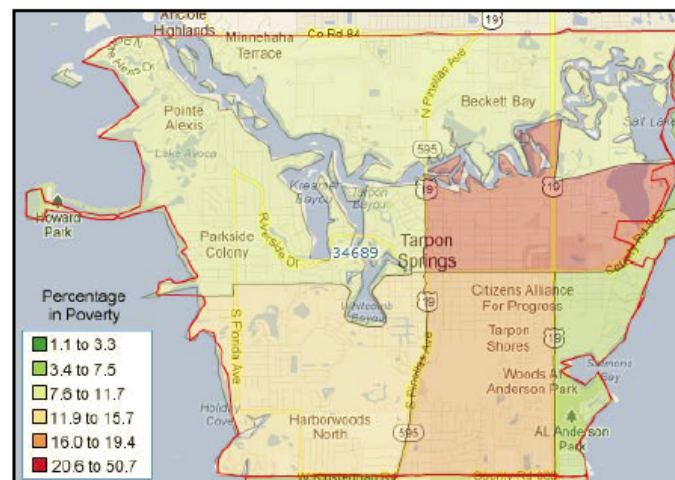 Anclote
Highlands
Minnehaha
Terrace
Co Rd 84
19
N Pinellas Ave
Beckett Bay
Salt Lake
Pointe
Alexis
Lake Avoca
595
Kreamer
Bayou
Tarpon
Bayou
19
19
Howard
Park
Parkside
Colony
Riverside Dr
34689
Tarpon
Springs
Citizens Alliance
For Progress
Whitcomb
Bayou
19
Tarpon
Shores
19
S Florida Ave
S Pinellas Ave
Woods At
Anderson Park
Bay
Holiday
Cove
Harborwoods
North
595
AL Anderson
Park
Percentage
in Poverty
1.1 to 3.3
3.4 to 7.5
7.6 to 11.7
11.9 to 15.7
16.0 to 19.4
20.6 to 50.7